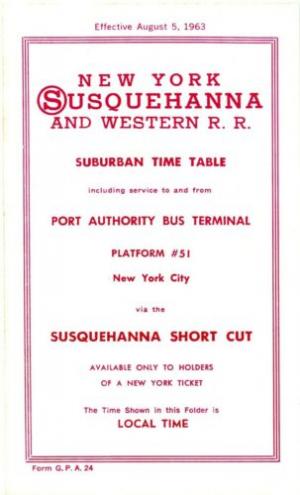 Effective August 5, 1963
NEW YORK
SUSQUEHANNA
AND WESTERN R. R.
SUBURBAN TIME TABLE
including service to and from
PORT AUTHORITY BUS TERMINAL
PLATFORM #51
New York City
via the
SUSQUEHANNA SHORT CUT
AVAILABLE ONLY TO HOLDERS
OF A NEW YORK TICKET
The Time Shown in this Folder is
LOCAL TIME
Form G. P. A. 24